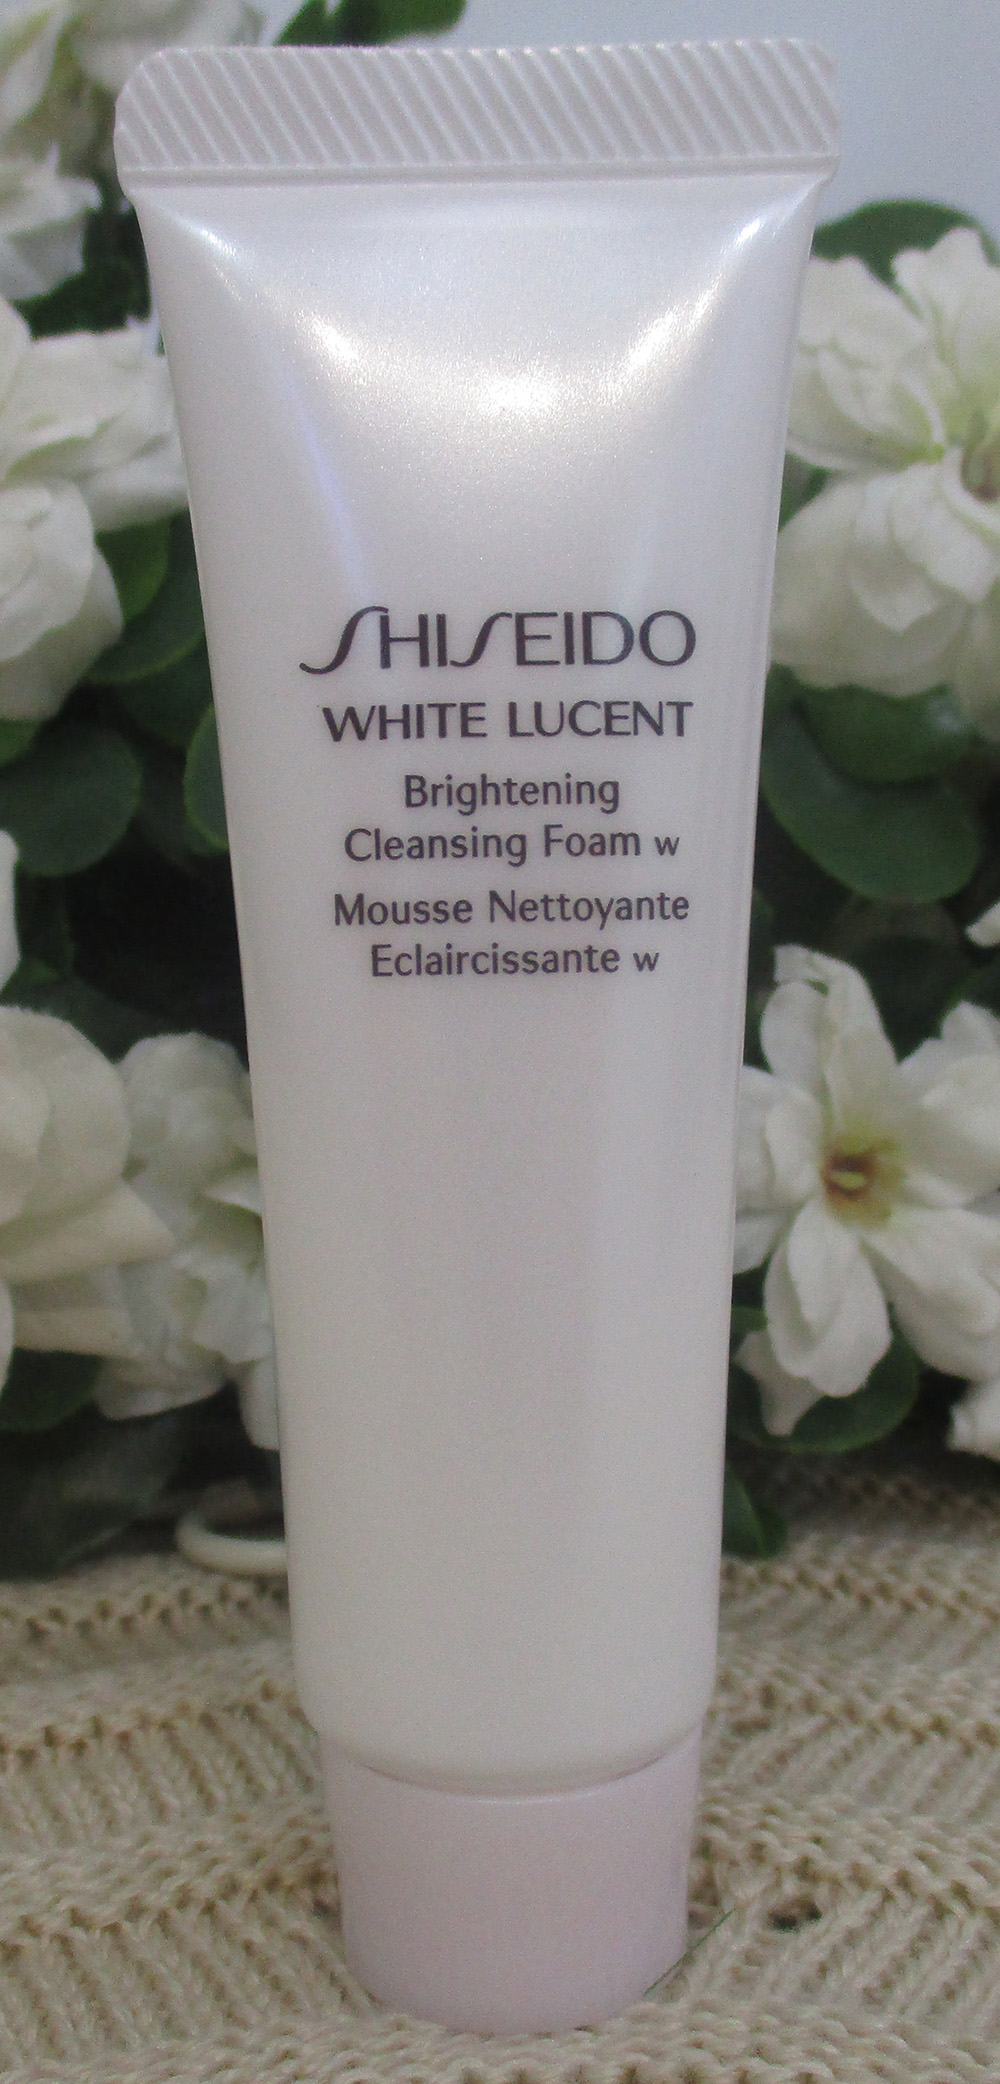 SHISEIDO
WHITE LUCENT
Brightening
Cleansing Foam w
Mousse Nettoyante
Eclaircissante w